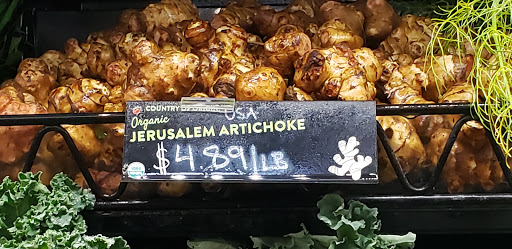 COUNTRY OF ORIGIN
USA
Organic
JERUSALEM ARTICHOKE
$4.89/LB